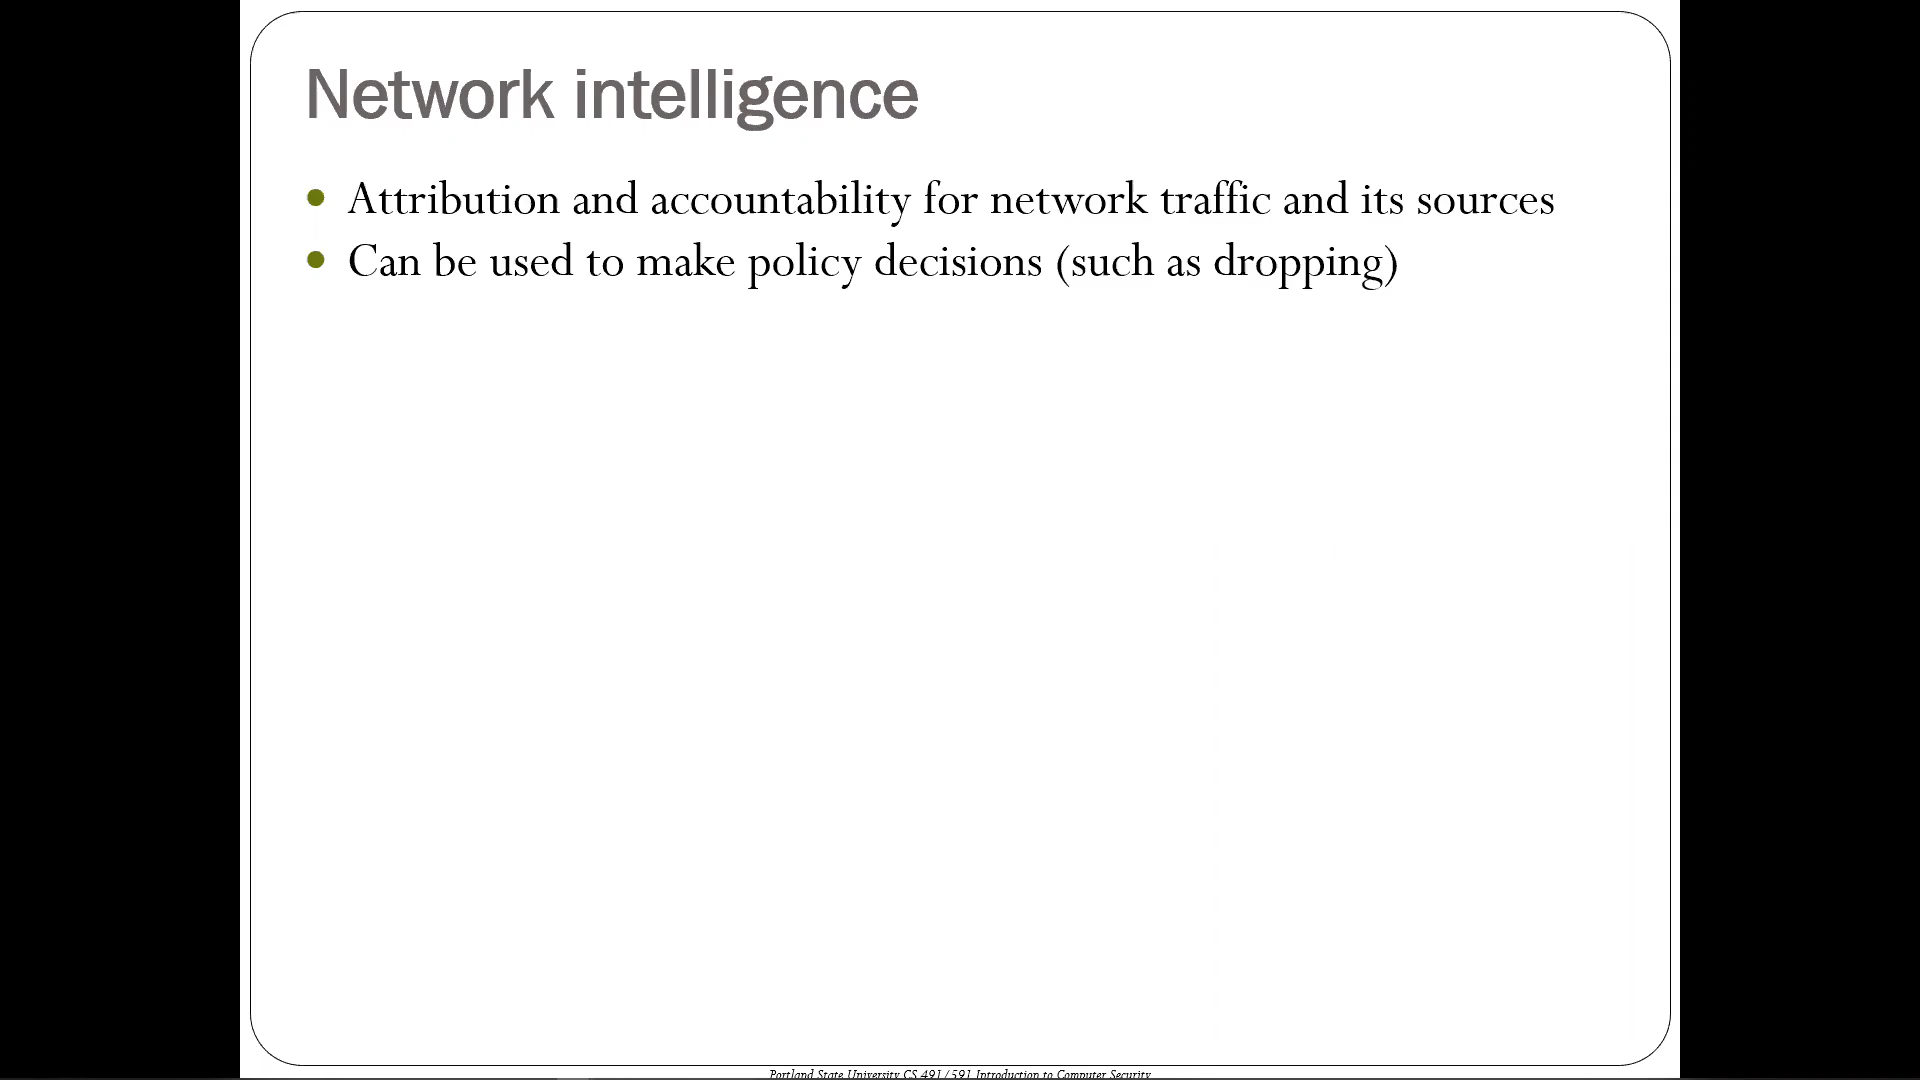 Network intelligence
Attribution and accountability for network traffic and its sources
Can be used to make policy decisions (such as dropping)
Portland State University CS 491/591 Introduction to Computer Security